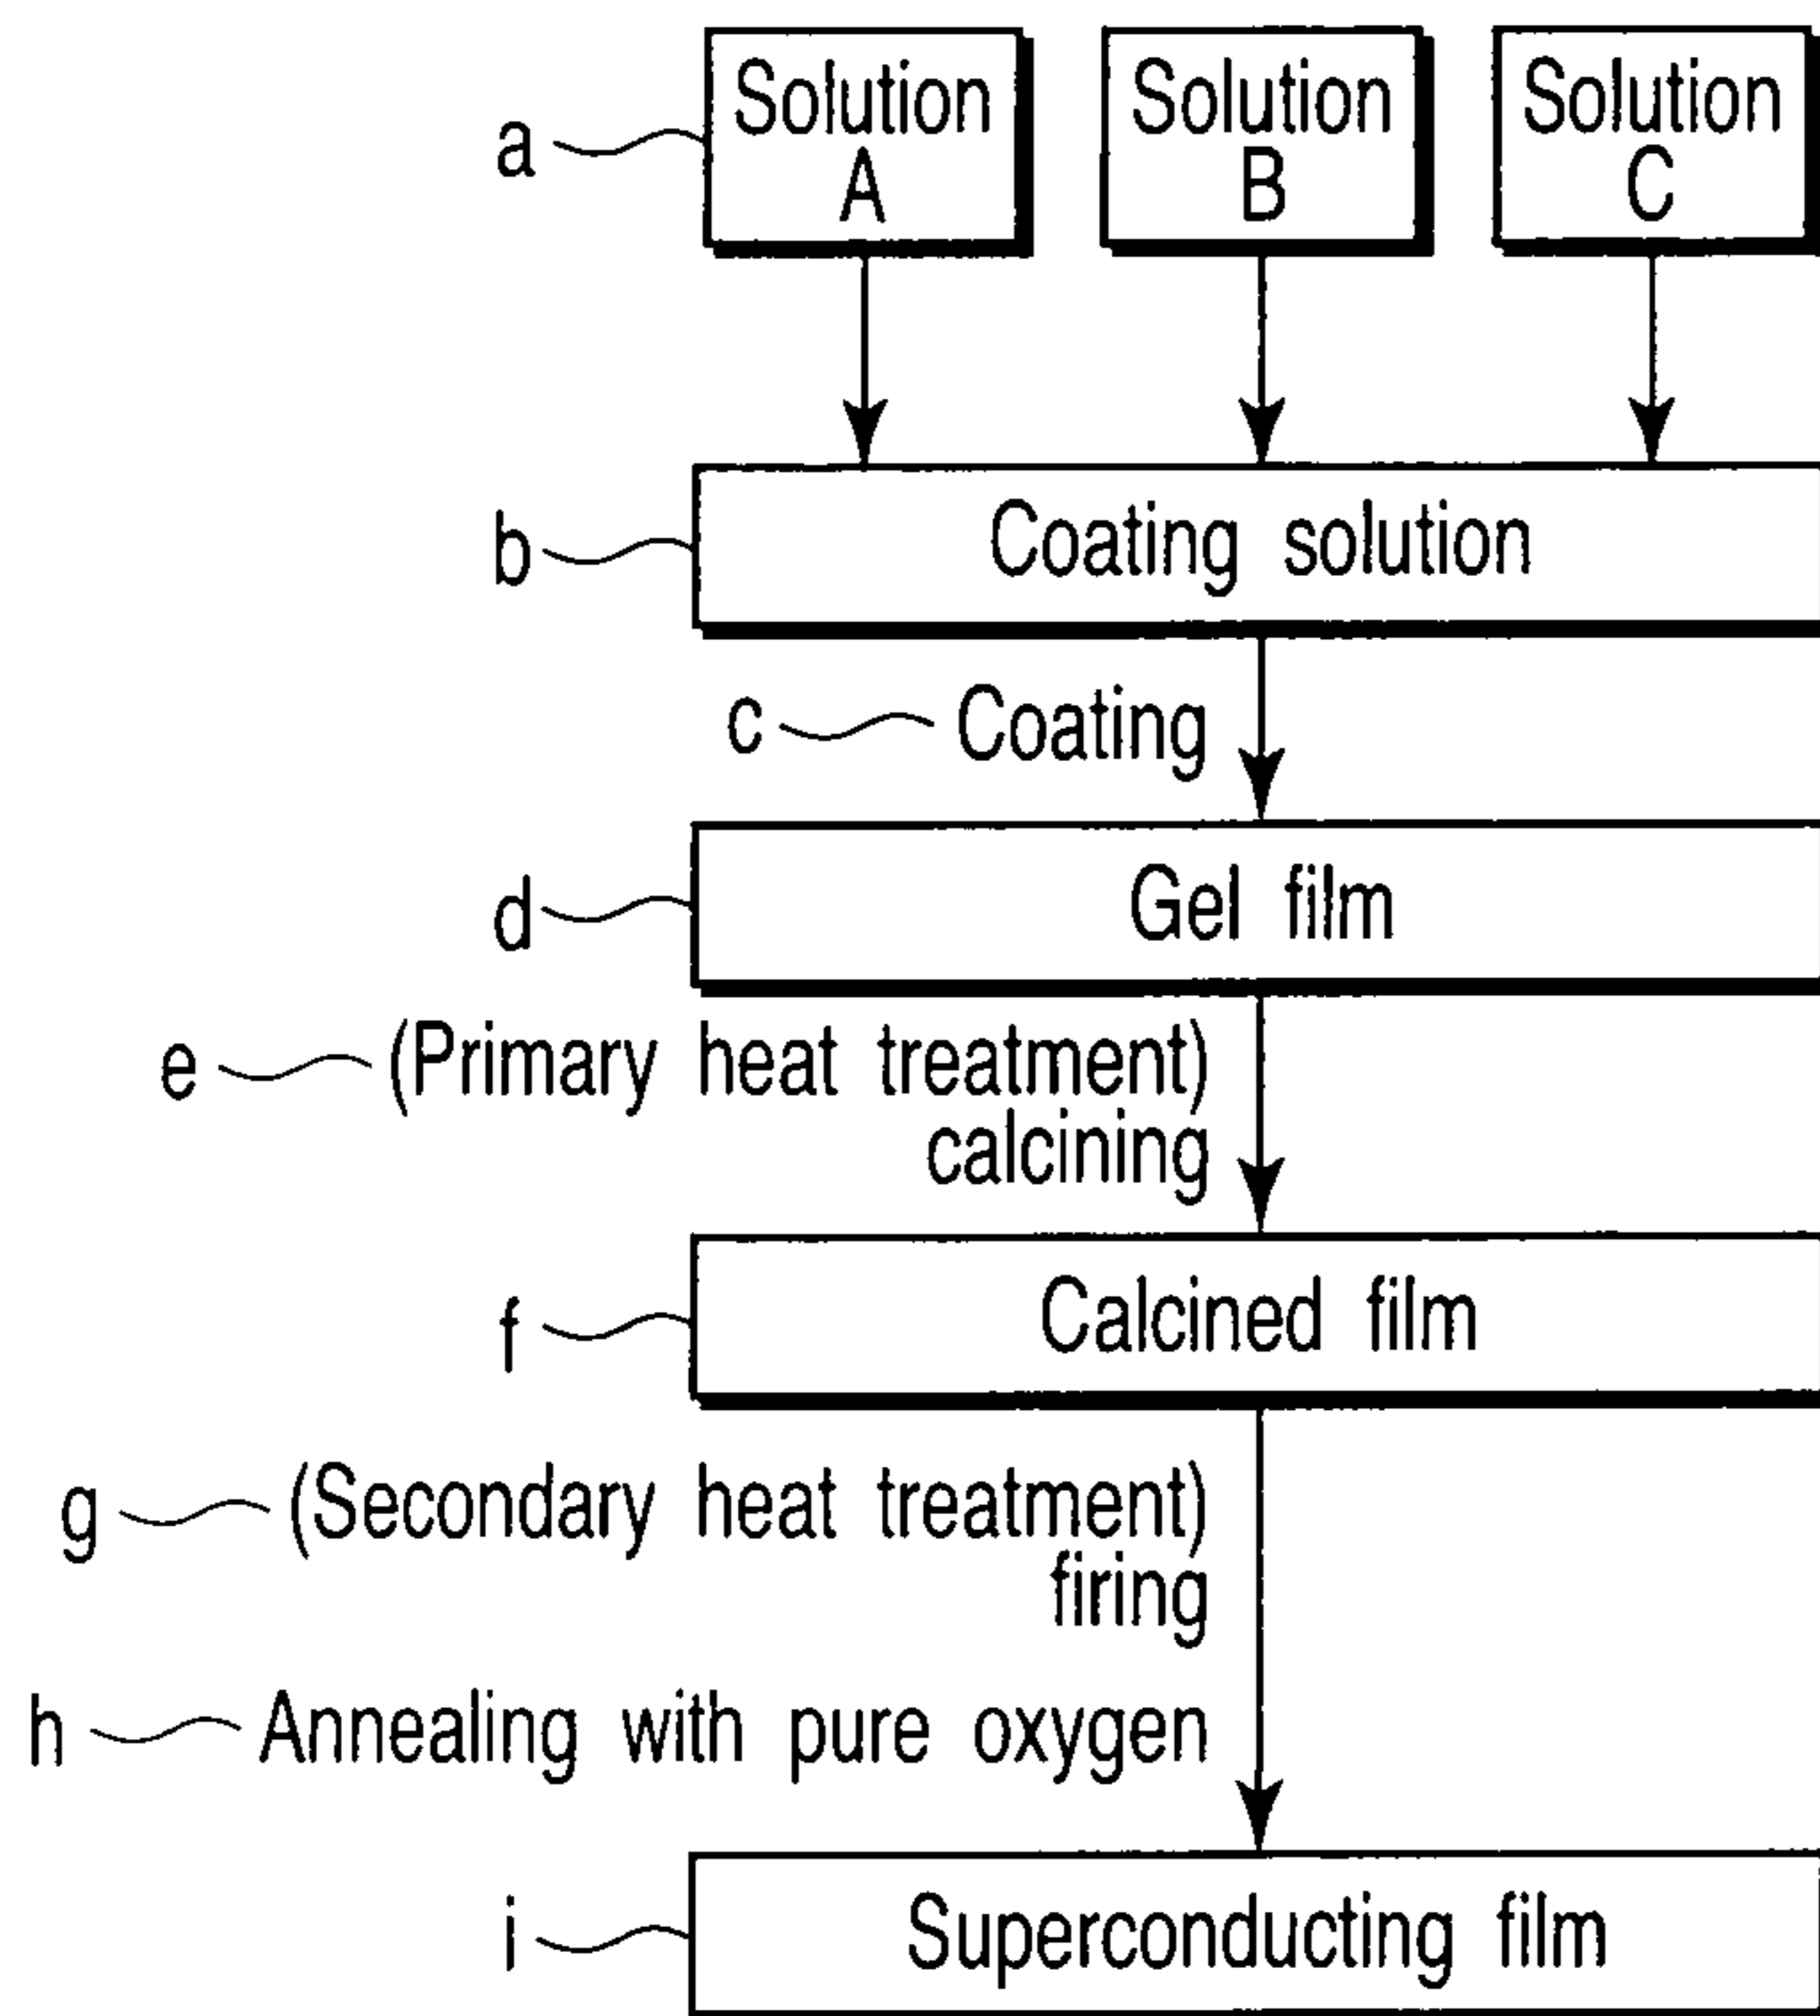 a
Solution
A
Solution
B
Solution
C
b
Coating solution
c
Coating
d
Gel film
e
(Primary heat treatment)
calcining
f
Calcined film
g
(Secondary heat treatment)
firing
h
Annealing with pure oxygen
i
Superconducting film